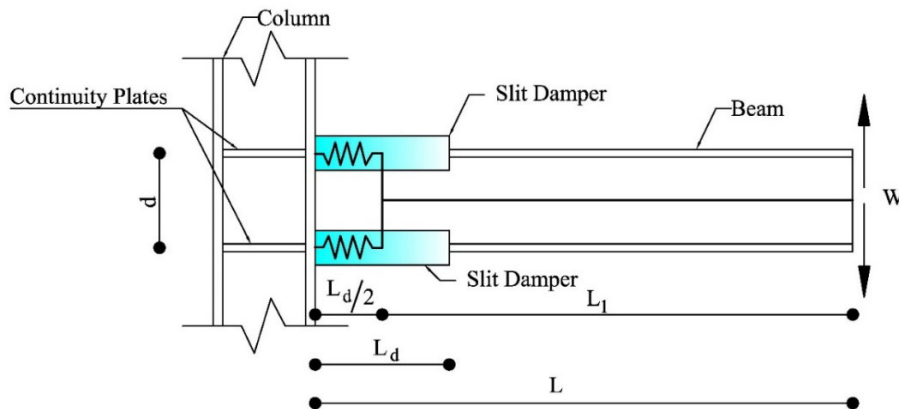 Column
Continuity Plates
Slit Damper
Beam
d
W
Slit Damper
L_d/2
L_1
L_d
L